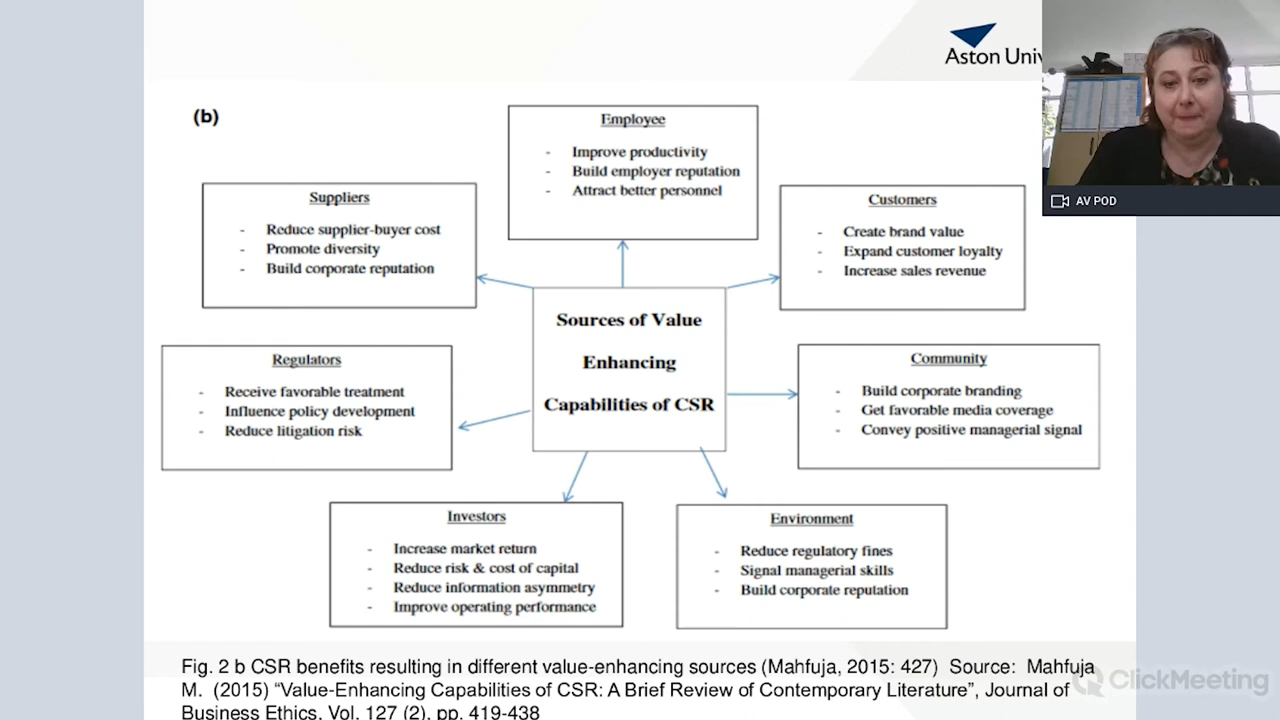 Aston Univ
(b)
Employee
- Improve productivity
- Build employer reputation
- Attract better personnel
Suppliers
- Reduce supplier-buyer cost
- Promote diversity
- Build corporate reputation
Customers
- Create brand value
- Expand customer loyalty
- Increase sales revenue
AV POD
Sources of Value
Enhancing
Capabilities of CSR
Regulators
- Receive favorable treatment
- Influence policy development
- Reduce litigation risk
Community
- Build corporate branding
- Get favorable media coverage
- Convey positive managerial signal
Investors
- Increase market return
- Reduce risk & cost of capital
- Reduce information asymmetry
- Improve operating performance
Environment
- Reduce regulatory fines
- Signal managerial skills
- Build corporate reputation
Fig. 2 b CSR benefits resulting in different value-enhancing sources (Mahfuja, 2015: 427) Source: Mahfuja
M. (2015) “Value-Enhancing Capabilities of CSR: A Brief Review of Contemporary Literature”, Journal of
Business Ethics, Vol. 127 (2), pp. 419-438
ClickMeeting